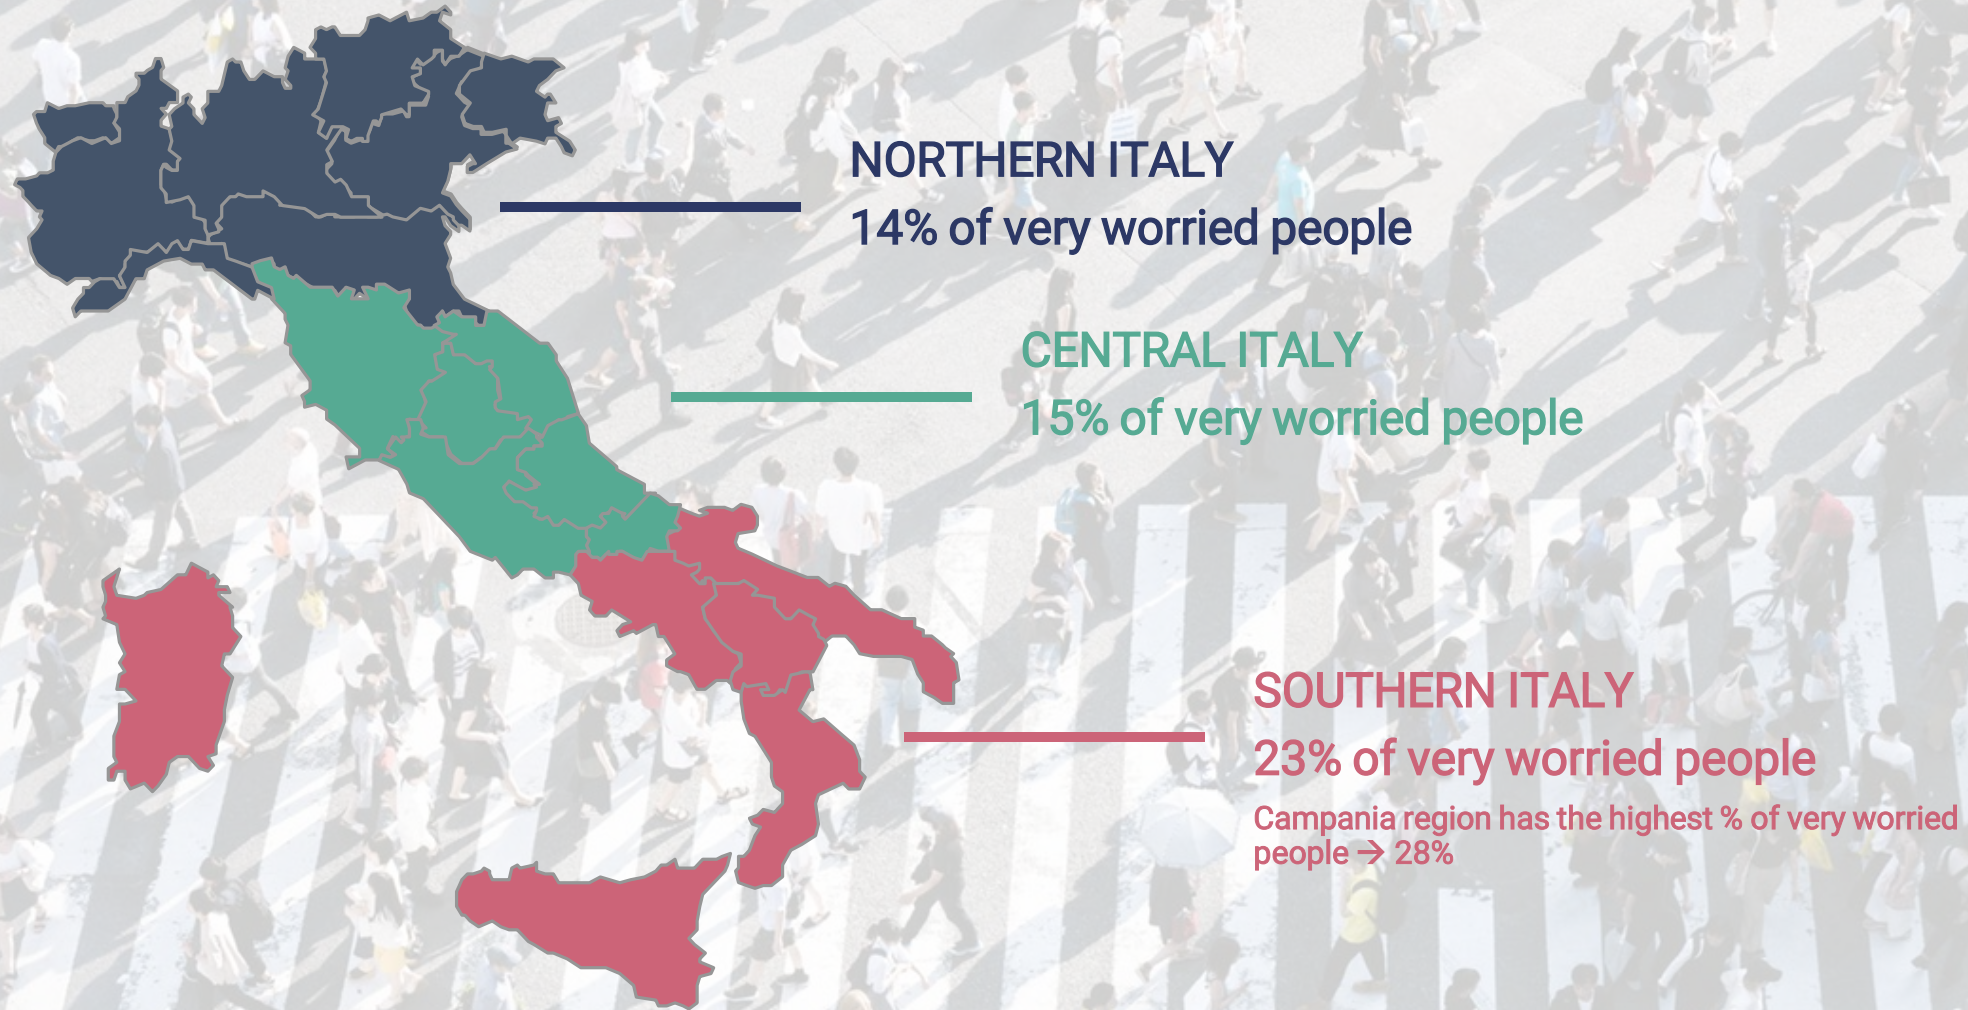 NORTHERN ITALY
14% of very worried people
CENTRAL ITALY
15% of very worried people
SOUTHERN ITALY
23% of very worried people
Campania region has the highest % of very worried
people → 28%